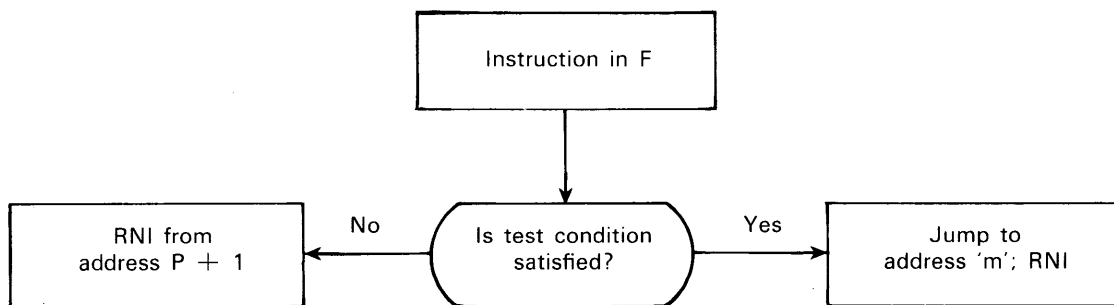 Instruction in F
No
Is test condition
satisfied?
Yes
RNI from
address P + 1
Jump to
address 'm'; RNI